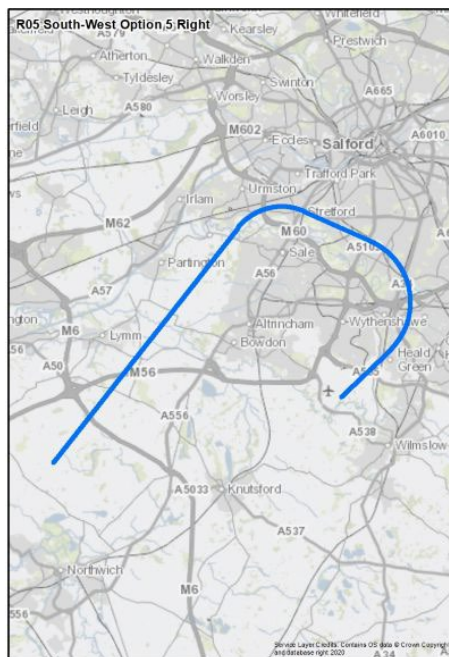 R05 South-West Option 5 Right
Kearsley
Whitefield
A579
Prestwich
Atherton
Walkden
Tyldesley
Swinton
Worsley
A665
Leigh
A580
M602
Eccles
A6010
Salford
Trafford Park
Urmston
Irlam
Stretford
M62
M60
A5103
Partington
Sale
A56
A57
M6
Lymm
Altrincham
Wythenshawe
Bowdon
A50
M56
Heald
Green
A556
A538
Wilmslow
A5033
Knutsford
A537
Northwich
M6
A34
Service Layer Credits: Contains OS data © Crown Copyright
and database right 2020